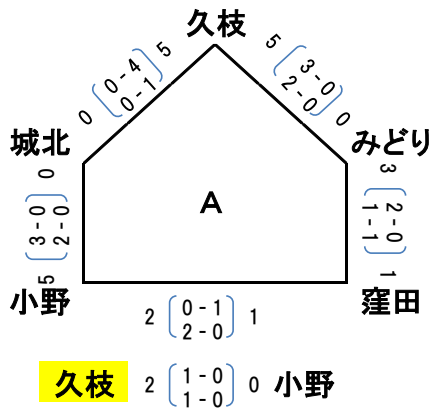 久枝
0 (0-4 0-1) 5
5 (3-0 2-0) 0
城北
みどり
A
0 (3-0 2-0) 5
3 (2-0 1-1) 1
小野
窪田
2 (0-1 2-0) 1
久枝 2 (1-0 1-0) 0 小野